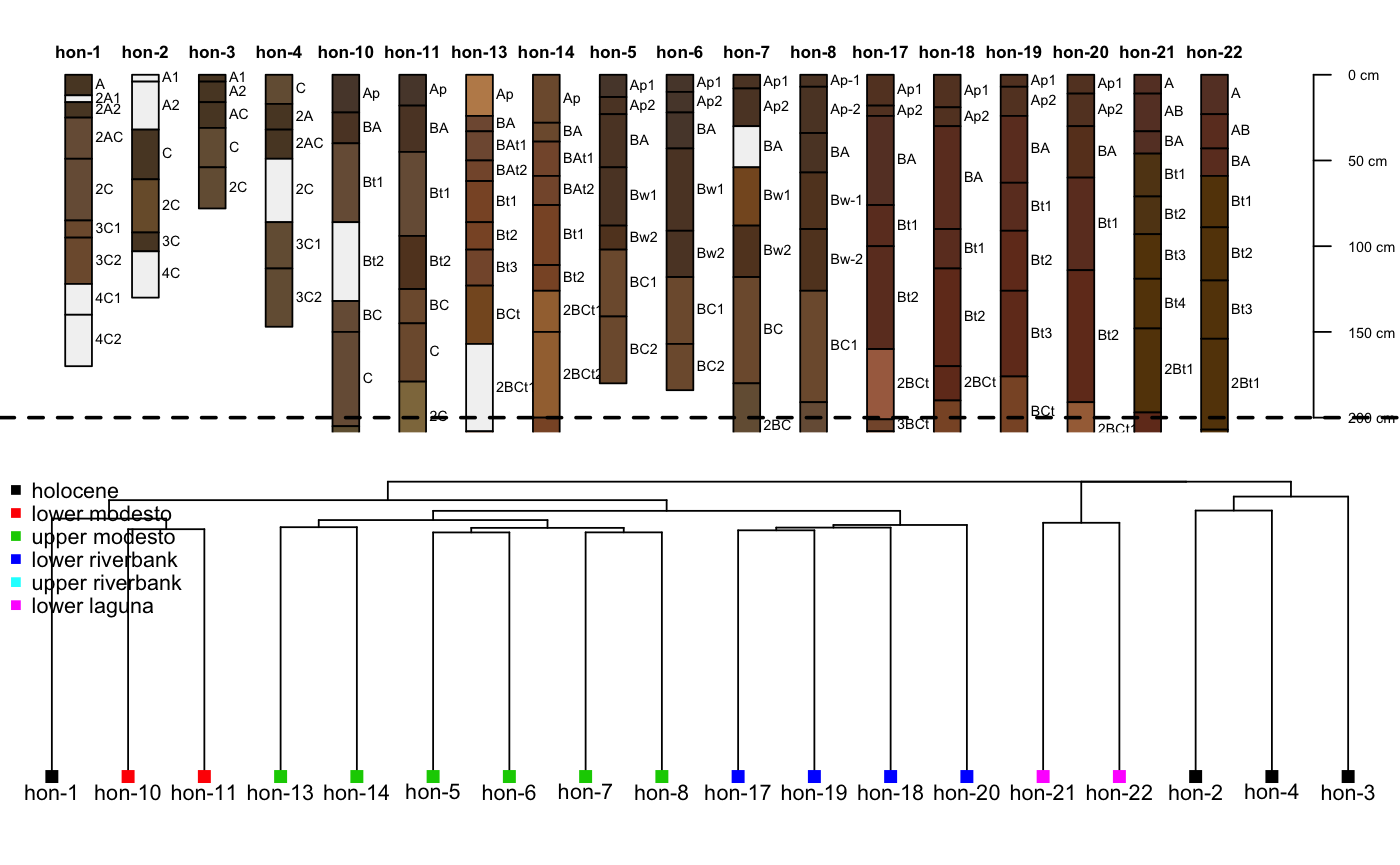 hon-1 hon-2 hon-3 hon-4 hon-10 hon-11 hon-13 hon-14 hon-5 hon-6 hon-7 hon-8 hon-17 hon-18 hon-19 hon-20 hon-21 hon-22
A
2A1
2A2
2AC
2C
3C1
3C2
4C1
4C2
A1
A2
C
2C
3C
4C
A1
A2
AC
C
2C
C
2A
2AC
2C
3C1
3C2
Ap
BA
Bt1
Bt2
BC
C
Ap
BA
Bt1
Bt2
BC
C
2C
Ap
BA
BAt1
BAt2
Bt1
Bt2
Bt3
BCt
2BCt1
Ap
BA
BAt1
BAt2
Bt1
Bt2
2BCt1
2BCt2
Ap1
Ap2
BA
Bw1
Bw2
BC1
BC2
Ap1
Ap2
BA
Bw1
Bw2
BC1
BC2
Ap1
Ap2
BA
Bw1
Bw2
BC
2BC
Ap-1
Ap-2
BA
Bw-1
Bw-2
BC1
Ap1
Ap2
BA
Bt1
Bt2
2BCt
3BCt
Ap1
Ap2
BA
Bt1
Bt2
2BCt
Ap1
Ap2
BA
Bt1
Bt2
Bt3
BCt
Ap1
Ap2
BA
Bt1
Bt2
2BCt1
A
AB
BA
Bt1
Bt2
Bt3
Bt4
2Bt1
A
AB
BA
Bt1
Bt2
Bt3
2Bt1
0 cm
50 cm
100 cm
150 cm
200 cm
holocene
lower modesto
upper modesto
lower riverbank
upper riverbank
lower laguna
hon-1 hon-10 hon-11 hon-13 hon-14 hon-5 hon-6 hon-7 hon-8 hon-17 hon-19 hon-18 hon-20 hon-21 hon-22 hon-2 hon-4 hon-3